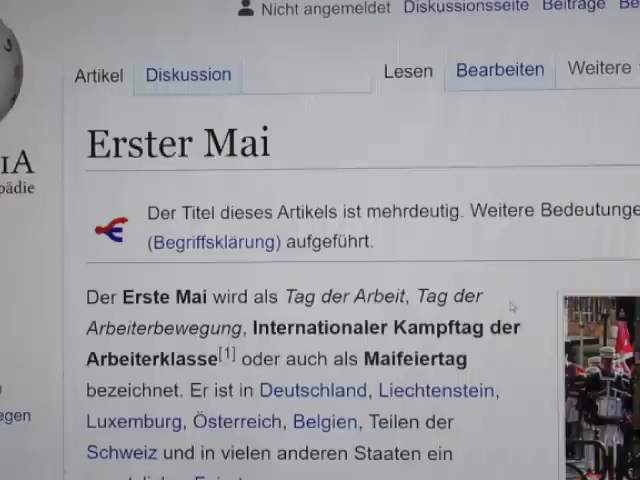 Nicht angemeldet Diskussionsseite Beiträge
Artikel Diskussion Lesen Bearbeiten Weitere
Erster Mai
Der Titel dieses Artikels ist mehrdeutig. Weitere
(Begriffsklärung) aufgeführt.
Der Erste Mai wird als Tag der Arbeit, Tag der
Arbeiterbewegung, Internationaler Kampftag der
Arbeiterklasse[1] oder auch als Maifeiertag
bezeichnet. Er ist in Deutschland, Liechtenstein,
Luxemburg, Österreich, Belgien, Teilen der
Schweiz und in vielen anderen Staaten ein